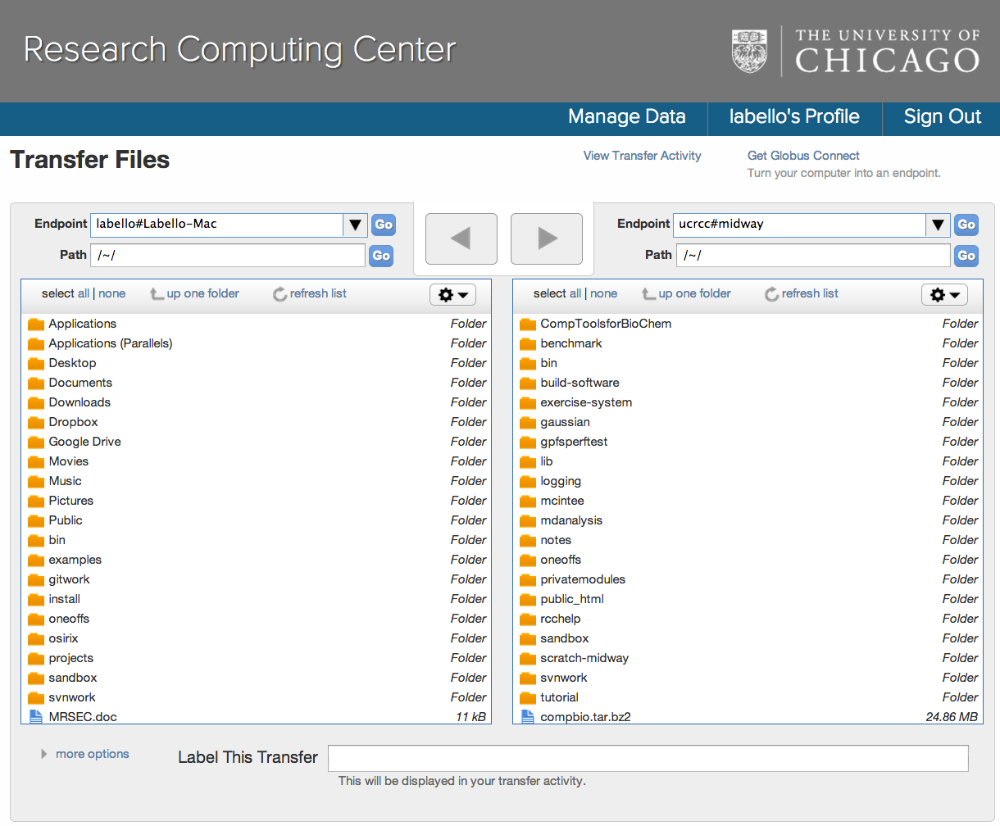 Research Computing Center
THE UNIVERSITY OF
CHICAGO
Manage Data labello's Profile Sign Out
Transfer Files
View Transfer Activity
Get Globus Connect
Turn your computer into an endpoint.
Endpoint labello#Labello-Mac Go
Path /~/ Go
select all | none up one folder refresh list
Applications Folder
Applications (Parallels) Folder
Desktop Folder
Documents Folder
Downloads Folder
Dropbox Folder
Google Drive Folder
Movies Folder
Music Folder
Pictures Folder
Public Folder
bin Folder
examples Folder
gitwork Folder
install Folder
oneoffs Folder
osirix Folder
projects Folder
sandbox Folder
svnwork Folder
MRSEC.doc 11 kB
Endpoint ucrcc#midway Go
Path /~/ Go
select all | none up one folder refresh list
CompToolsforBioChem Folder
benchmark Folder
bin Folder
build-software Folder
exercise-system Folder
gaussian Folder
gpfsperftest Folder
lib Folder
logging Folder
mcintee Folder
mdanalysis Folder
notes Folder
oneoffs Folder
privatemodules Folder
public_html Folder
rcchelp Folder
sandbox Folder
scratch-midway Folder
svnwork Folder
tutorial Folder
compbio.tar.bz2 24.86 MB
more options
Label This Transfer
This will be displayed in your transfer activity.